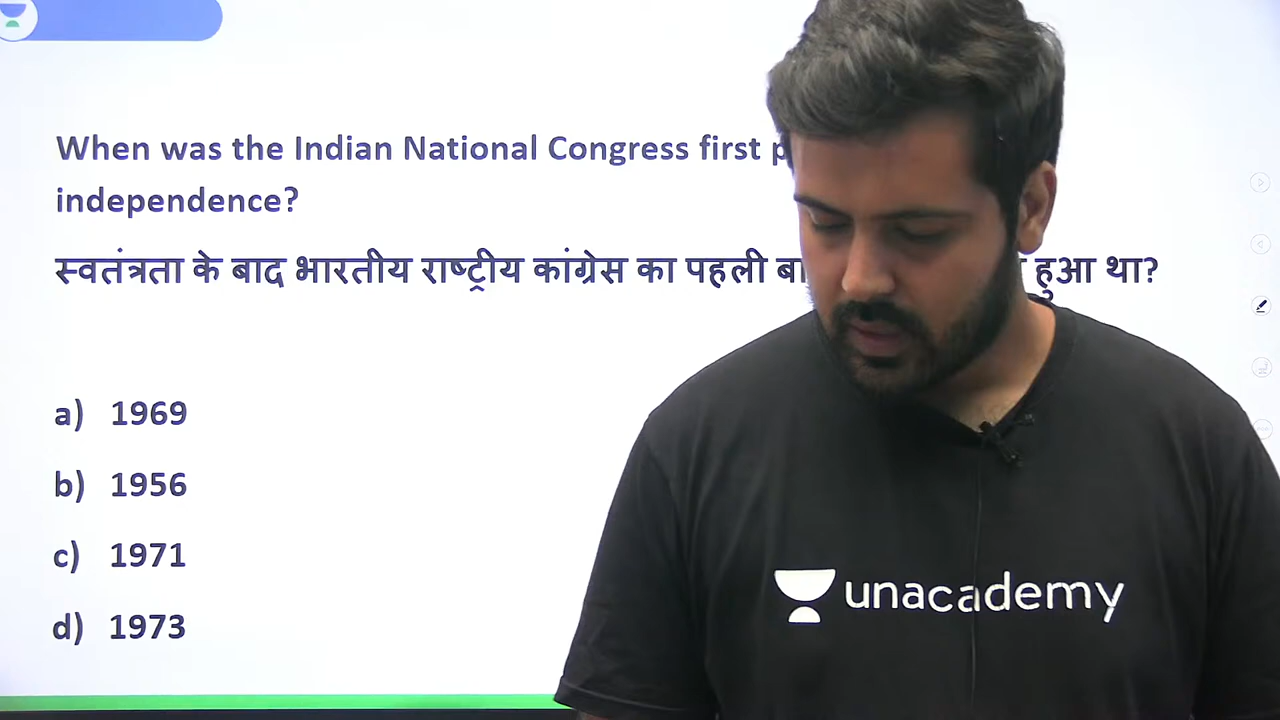 When was the Indian National Congress first
independence?
स्वतंत्रता के बाद भारतीय राष्ट्रीय कांग्रेस का पहली हुआ था?
a) 1969
b) 1956
c) 1971
d) 1973
unacademy